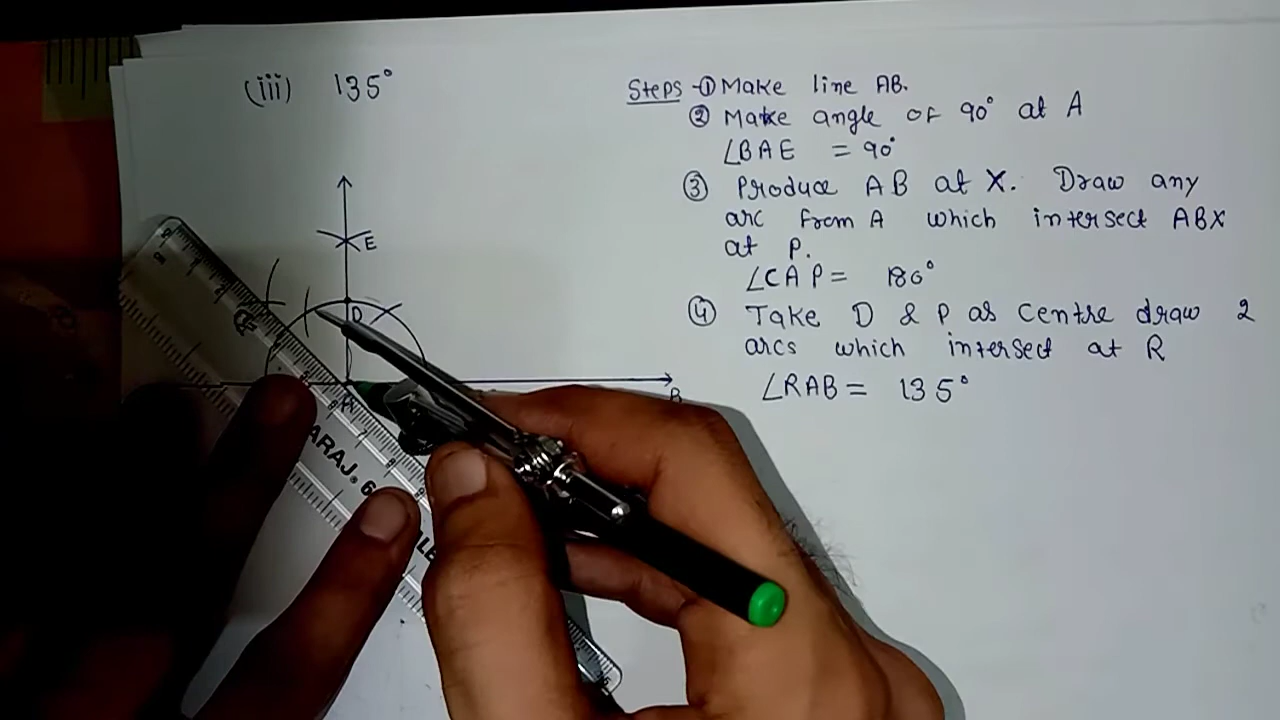 (iii) 135°
Steps - ① Make line AB.
② Make angle OF 90° at A
∠BAE = 90°
③ Produce AB at X. Draw any
arc From A which intersect ABX
at P.
∠CAP = 180°
④ Take D & P as centre draw 2
arcs which intersect at R
∠RAB = 135°
E
D
A
B
ARAJ®